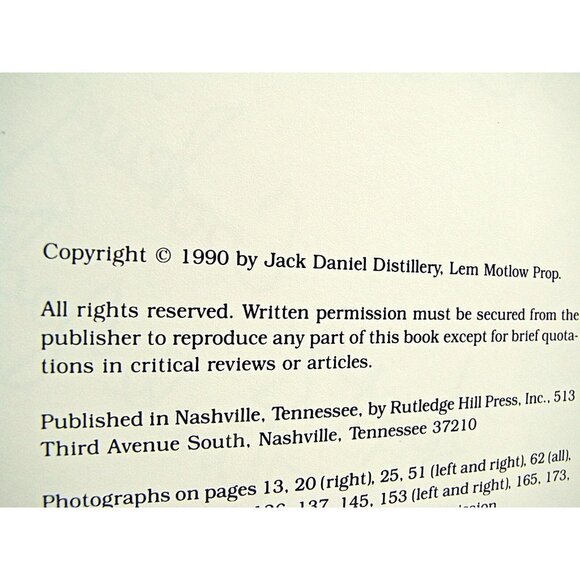 Copyright © 1990 by Jack Daniel Distillery, Lem Motlow Prop.
All rights reserved. Written permission must be secured from the
publisher to reproduce any part of this book except for brief quota-
tions in critical reviews or articles.
Published in Nashville, Tennessee, by Rutledge Hill Press, Inc., 513
Third Avenue South, Nashville, Tennessee 37210
Photographs on pages 13, 20 (right), 25, 51 (left and right), 62 (all),
137, 145, 153 (left and right), 165, 173,